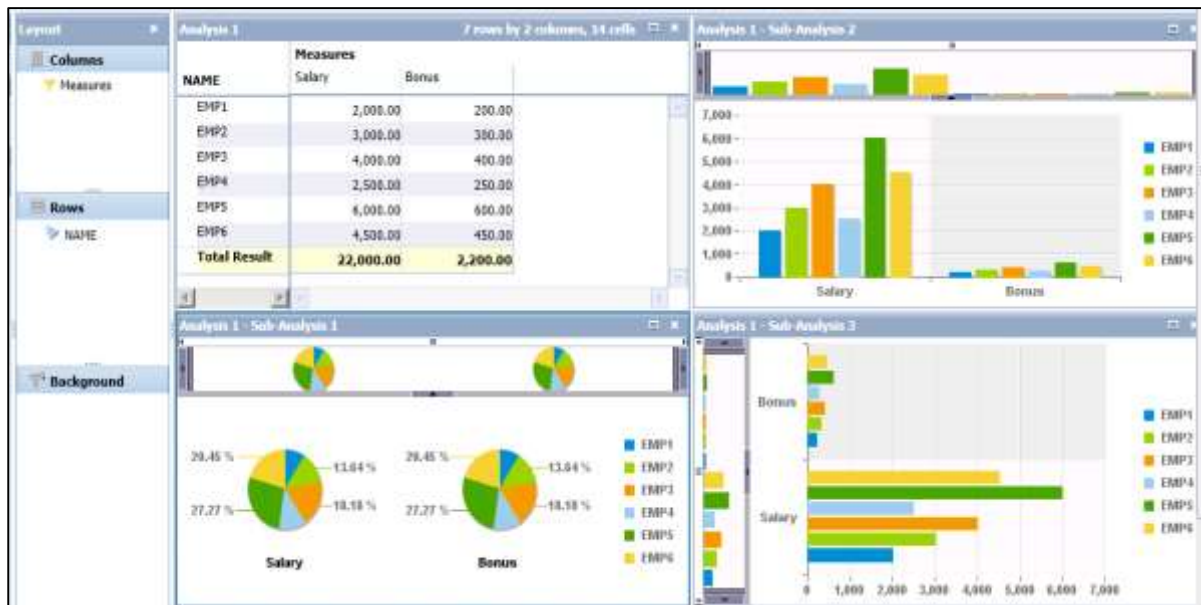 Layout
Columns
Measures
Rows
NAME
Background
Analysis 1 7 rows by 2 columns, 14 cells
Measures
NAME Salary Bonus
EMP1 2,000.00 200.00
EMP2 3,000.00 300.00
EMP3 4,000.00 400.00
EMP4 2,500.00 250.00
EMP5 6,000.00 600.00
EMP6 4,500.00 450.00
Total Result 22,000.00 2,200.00
Analysis 1 - Sub-Analysis 2
7,000
6,000
5,000
4,000
3,000
2,000
1,000
0
Salary Bonus
EMP1
EMP2
EMP3
EMP4
EMP5
EMP6
Analysis 1 - Sub-Analysis 1
20.45 % 13.64 % 20.45 % 13.64 %
27.27 % 18.18 % 27.27 % 18.18 %
Salary Bonus
EMP1
EMP2
EMP3
EMP4
EMP5
EMP6
Analysis 1 - Sub-Analysis 3
Bonus
Salary
0 1,000 2,000 3,000 4,000 5,000 6,000 7,000
EMP1
EMP2
EMP3
EMP4
EMP5
EMP6